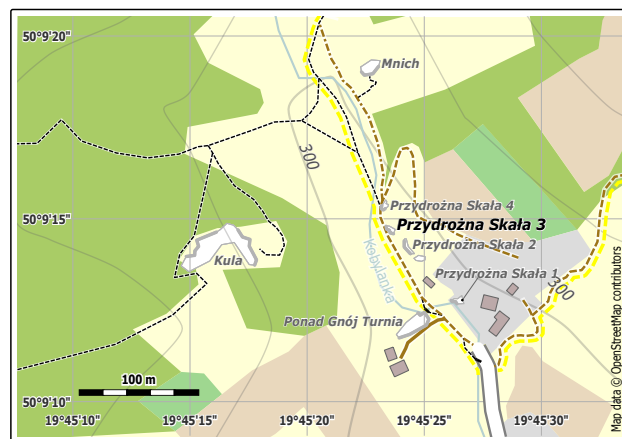 50°9'20"
Mnich
300
Przydrożna Skała 4
50°9'15"
Przydrożna Skała 3
Przydrożna Skała 2
Kula
Kobylanka
Przydrożna Skała 1
300
Ponad Gnój Turnia
100 m
50°9'10"
19°45'10"
19°45'15"
19°45'20"
19°45'25"
19°45'30"
Map data © OpenStreetMap contributors